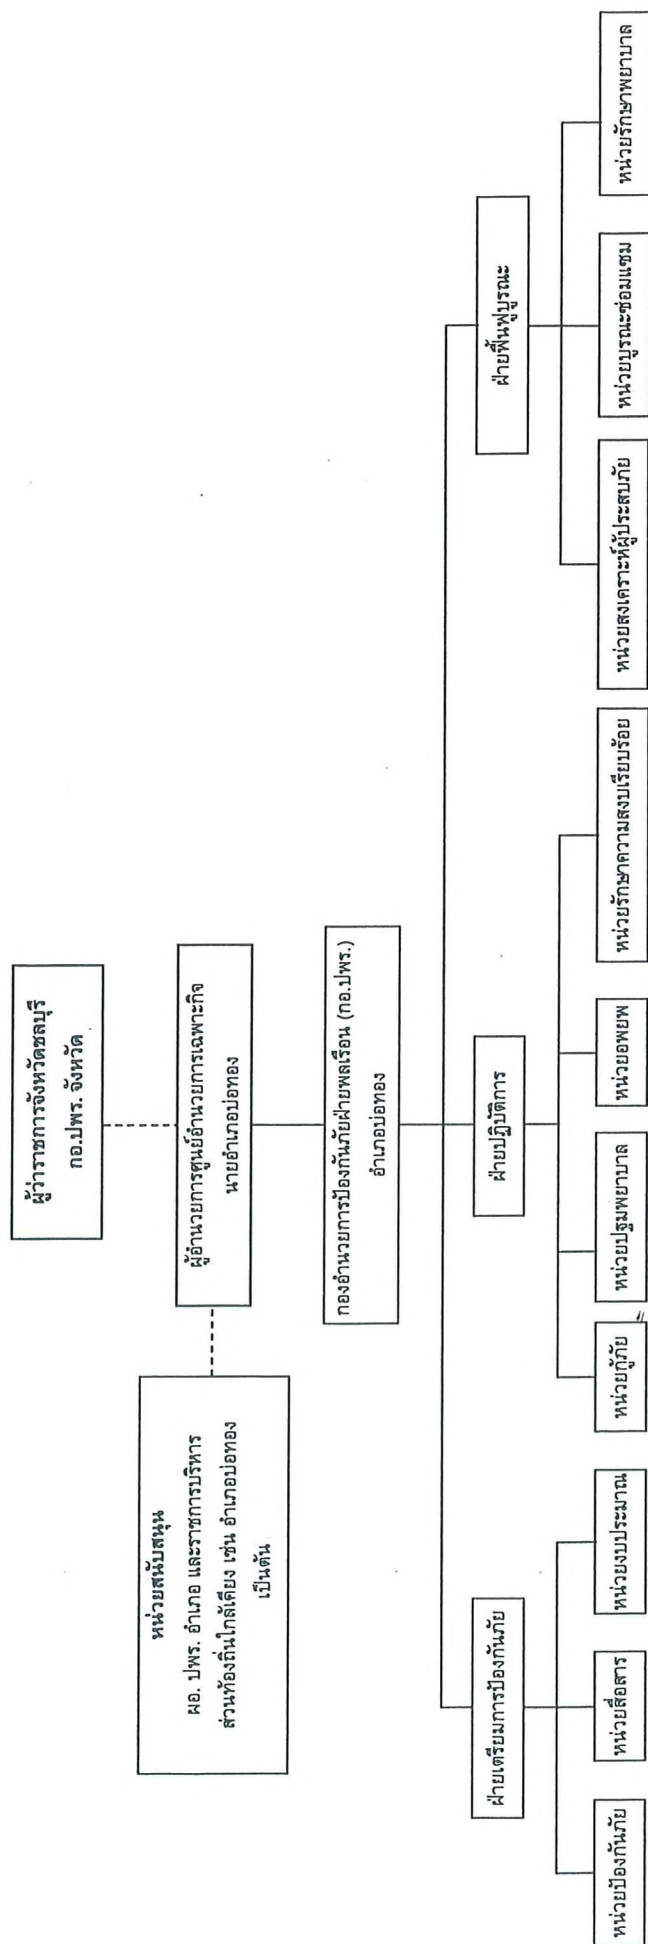 ผู้ว่าราชการจังหวัดชลบุรี
กอ.ปพร. จังหวัด
ผู้อำนวยการศูนย์อำนวยการเฉพาะกิจ
นายอำเภอบ่อทอง
หน่วยสนับสนุน
ผอ. ปพร. อำเภอ และราชการบริหาร
ส่วนท้องถิ่นใกล้เคียง เช่น อำเภอบ่อทอง
เป็นต้น
กองอำนวยการป้องกันภัยฝ่ายพลเรือน (กอ.ปพร.)
อำเภอบ่อทอง
ฝ่ายเตรียมการป้องกันภัย
ฝ่ายปฏิบัติการ
ฝ่ายฟื้นฟูบูรณะ
หน่วยป้องกันภัย
หน่วยสื่อสาร
หน่วยงบประมาณ
หน่วยกู้ภัย
หน่วยปฐมพยาบาล
หน่วยอพยพ
หน่วยรักษาความสงบเรียบร้อย
หน่วยสงเคราะห์ผู้ประสบภัย
หน่วยบูรณะซ่อมแซม
หน่วยรักษาพยาบาล